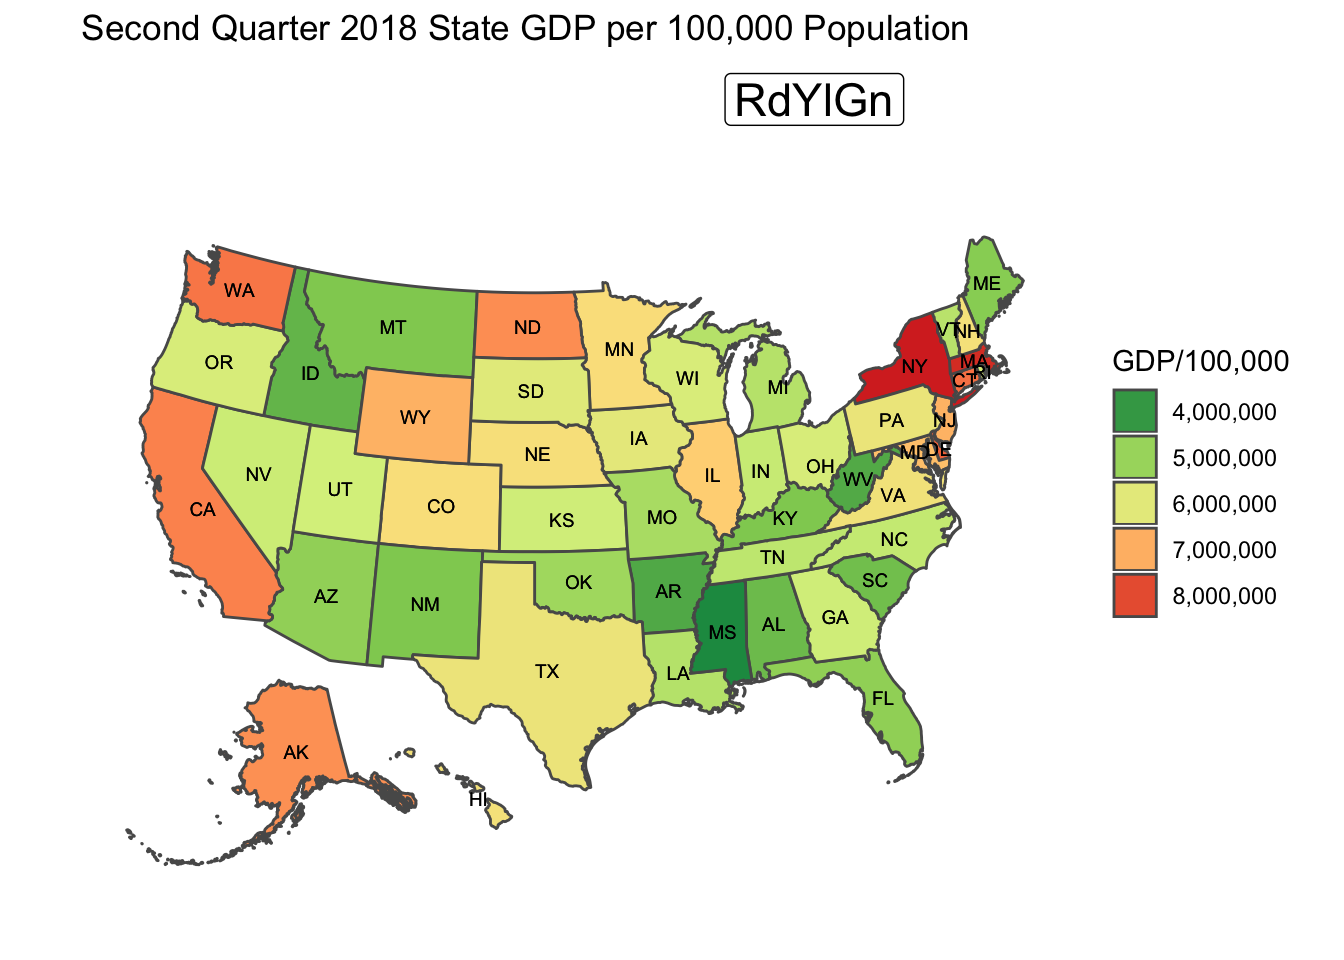 Second Quarter 2018 State GDP per 100,000 Population
RdYlGn
WA
MT
ND
MN
ME
OR
ID
SD
WI
MI
NY
VT
NH
MA
CT
RI
WY
NE
IA
PA
NJ
NV
UT
CO
KS
MO
IL
IN
OH
WV
MD
DE
VA
CA
AZ
NM
OK
AR
KY
TN
NC
SC
MS
AL
GA
TX
LA
FL
AK
HI
GDP/100,000
4,000,000
5,000,000
6,000,000
7,000,000
8,000,000